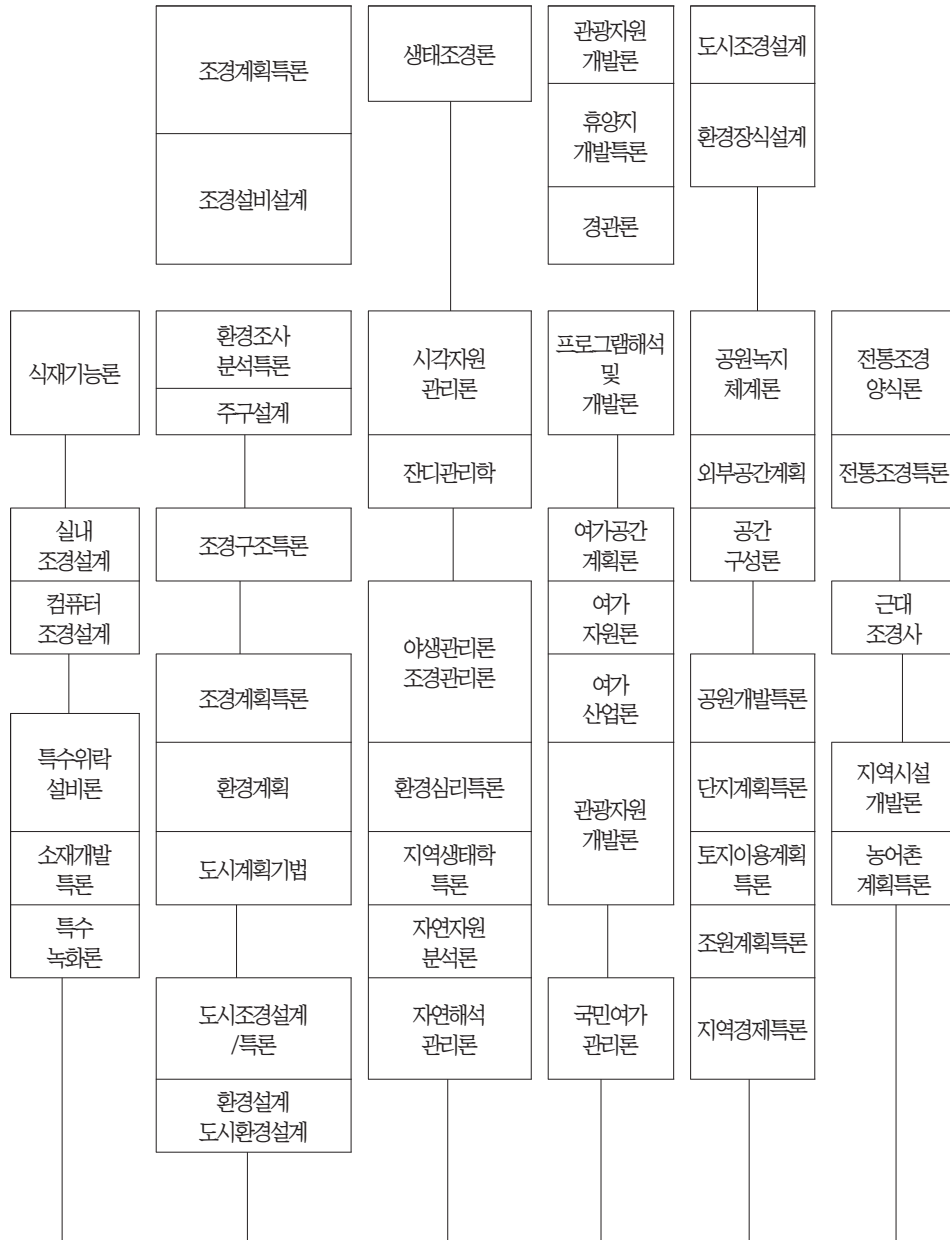 조경계획특론
조경설비설계
생태조경론
관광자원
개발론
휴양지
개발특론
경관론
도시조경설계
환경장식설계
식재기능론
환경조사
분석특론
주구설계
시각자원
관리론
잔디관리학
프로그램해석
및
개발론
공원녹지
체계론
외부공간계획
공간
구성론
전통조경
양식론
전통조경특론
실내
조경설계
컴퓨터
조경설계
조경구조특론
야생관리론
조경관리론
여가공간
계획론
여가
자원론
여가
산업론
근대
조경사
특수위락
설비론
소재개발
특론
특수
녹화론
조경계획특론
환경계획
도시계획기법
환경심리특론
지역생태학
특론
자연자원
분석론
자연해석
관리론
관광자원
개발론
공원개발특론
단지계획특론
토지이용계획
특론
조원계획특론
지역경제특론
지역시설
개발론
농어촌
계획특론
도시조경설계
/특론
환경설계
도시환경설계
국민여가
관리론